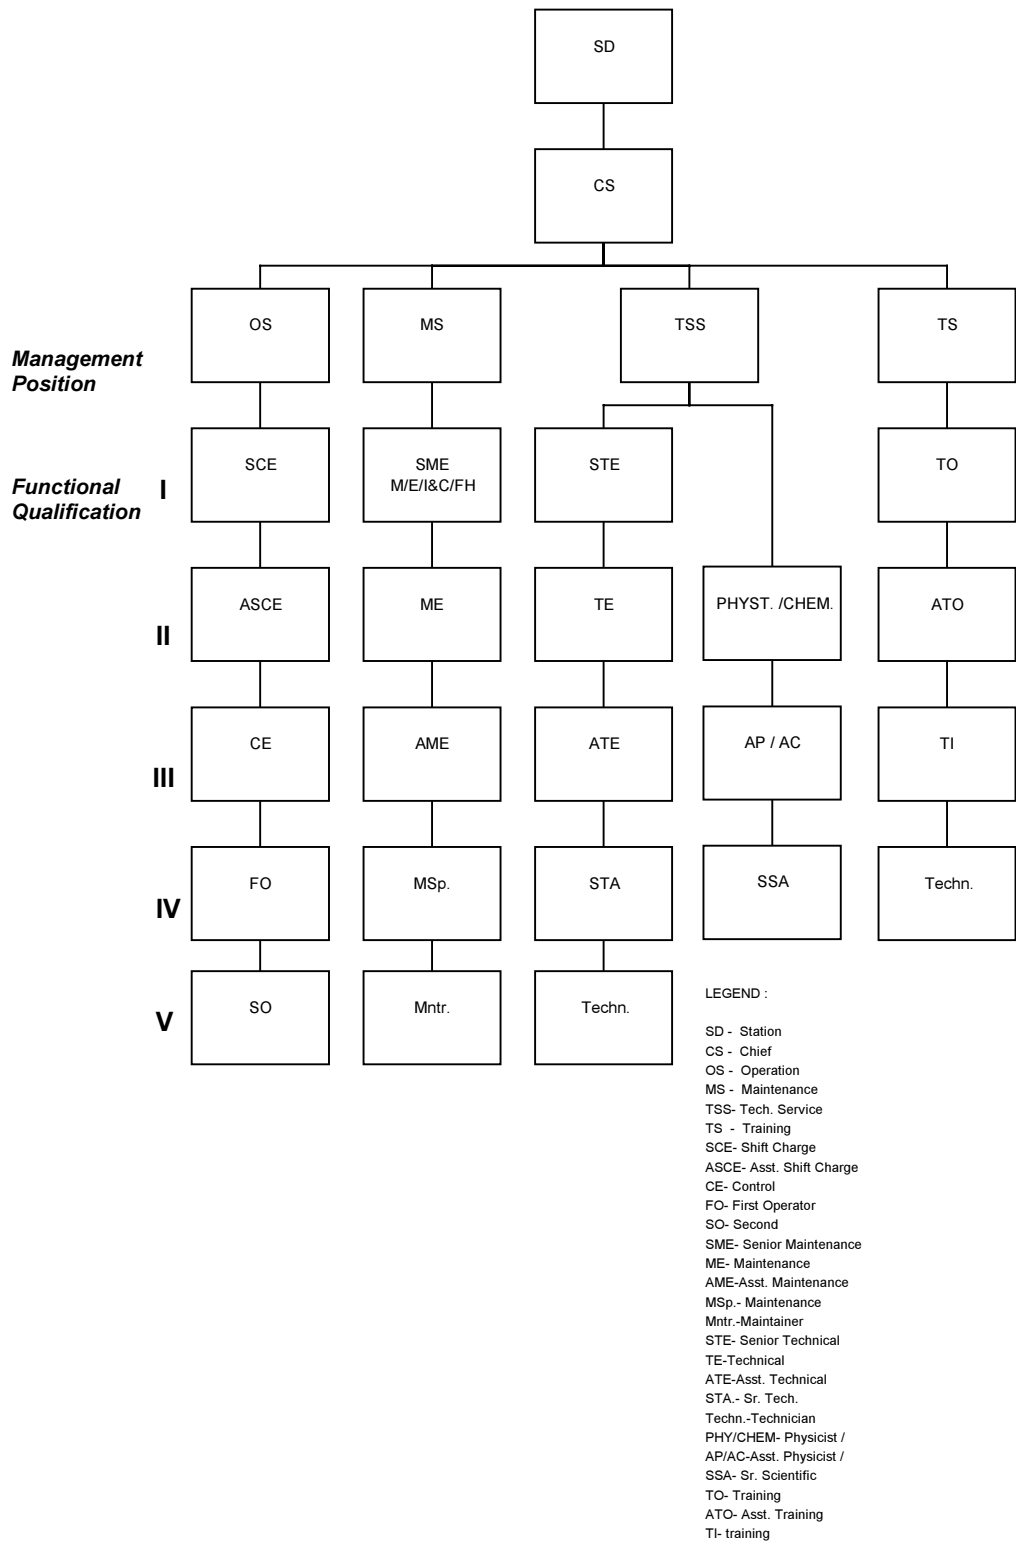 SD
CS
OS MS TSS TS
Management
Position
SCE SME STE TO
M/E/I&C/FH
Functional I
Qualification
ASCE ME TE PHYST. /CHEM. ATO
II
CE AME ATE AP / AC TI
III
FO MSp. STA SSA Techn.
IV
SO Mntr. Techn.
V
LEGEND :
SD - Station
CS - Chief
OS - Operation
MS - Maintenance
TSS- Tech. Service
TS - Training
SCE- Shift Charge
ASCE- Asst. Shift Charge
CE- Control
FO- First Operator
SO- Second
SME- Senior Maintenance
ME- Maintenance
AME-Asst. Maintenance
MSp.- Maintenance
Mntr.-Maintainer
STE- Senior Technical
TE-Technical
ATE-Asst. Technical
STA.- Sr. Tech.
Techn.-Technician
PHY/CHEM- Physicist /
AP/AC-Asst. Physicist /
SSA- Sr. Scientific
TO- Training
ATO- Asst. Training
TI- training